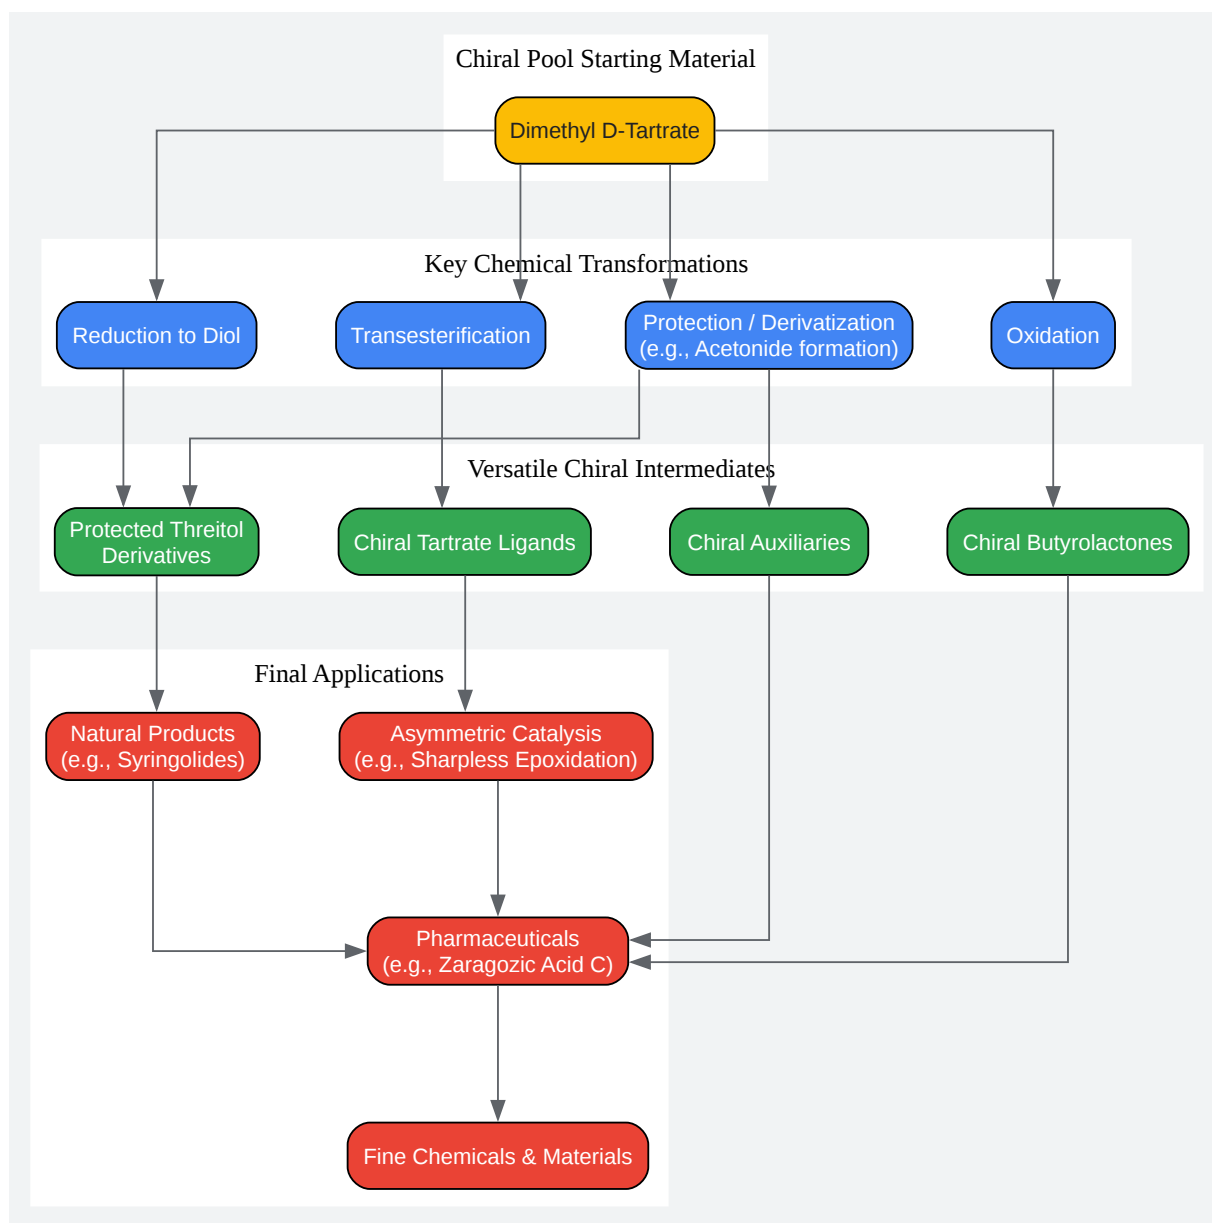 Chiral Pool Starting Material
Dimethyl D-Tartrate
Key Chemical Transformations
Reduction to Diol
Transesterification
Protection / Derivatization
(e.g., Acetonide formation)
Oxidation
Versatile Chiral Intermediates
Protected Threitol
Derivatives
Chiral Tartrate Ligands
Chiral Auxiliaries
Chiral Butyrolactones
Final Applications
Natural Products
(e.g., Syringolides)
Asymmetric Catalysis
(e.g., Sharpless Epoxidation)
Pharmaceuticals
(e.g., Zaragozic Acid C)
Fine Chemicals & Materials